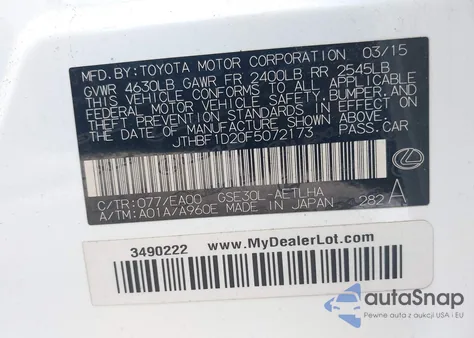 MFD. BY: TOYOTA MOTOR CORPORATION 03/15
GVWR 4630LB GAWR FR 2400LB RR 2545LB
THIS VEHICLE CONFORMS TO ALL APPLICABLE
FEDERAL MOTOR VEHICLE SAFETY, BUMPER, AND
THEFT PREVENTION STANDARDS IN EFFECT ON
THE DATE OF MANUFACTURE SHOWN ABOVE.
JTHBF1D20F5072173 PASS.CAR
C/TR: 077/EA00 GSE30L-AETLHA
A/TM: A01A/A960E MADE IN JAPAN 282 A
3490222 www.MyDealerLot.com
autoSnap
Pewne auta z dostawą z USA i EU